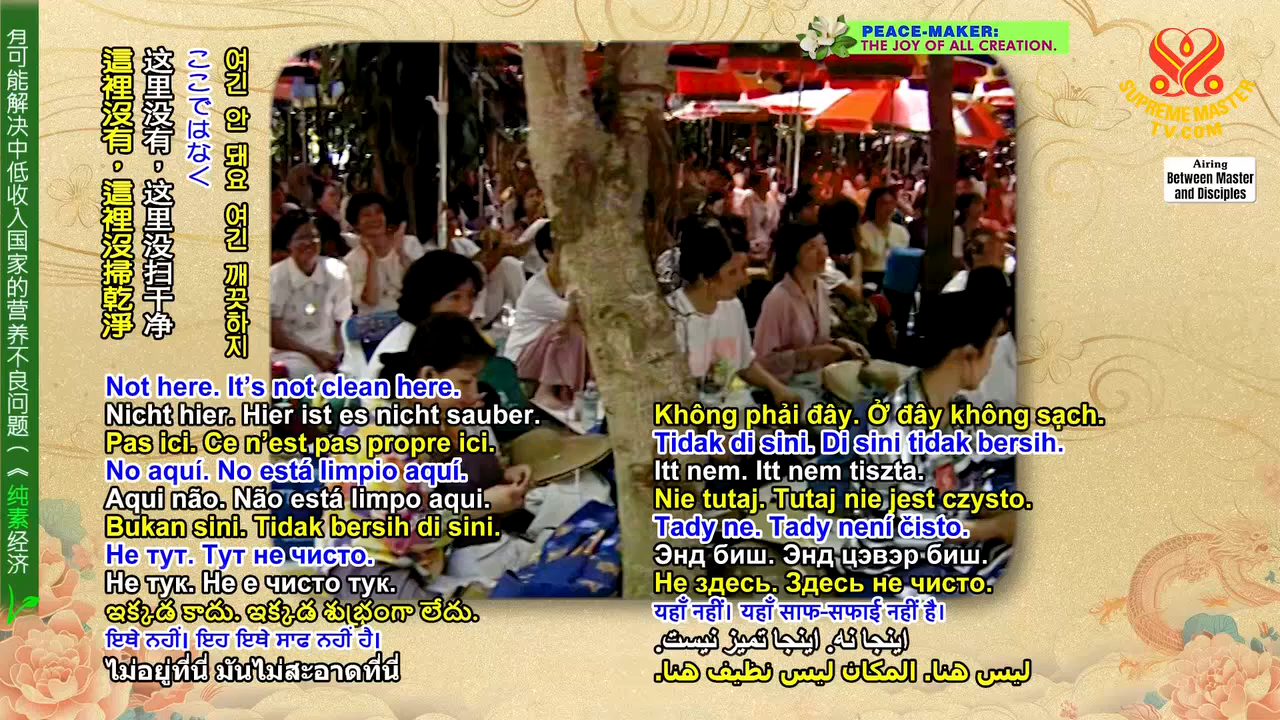 有可能解决中低收入国家的营养不良问题（《纯素经济
這裡沒有，這裡沒掃乾淨
这里没有，这里没扫干净
ここではなく
여긴 안 돼요 여긴 깨끗하지
PEACE-MAKER:
THE JOY OF ALL CREATION.
SUPREME MASTER
TV.COM
Airing
Between Master
and Disciples
Not here. It’s not clean here.
Nicht hier. Hier ist es nicht sauber.
Pas ici. Ce n’est pas propre ici.
No aquí. No está limpio aquí.
Aqui não. Não está limpo aqui.
Bukan sini. Tidak bersih di sini.
Не тут. Тут не чисто.
Не тук. Не е чисто тук.
ఇక్కడ కాదు. ఇక్కడ శుభ్రంగా లేదు.
ਇਥੇ ਨਹੀਂ। ਇਹ ਇਥੇ ਸਾਫ ਨਹੀਂ ਹੈ।
ไม่อยู่ที่นี่ มันไม่สะอาดที่นี่
Không phải đây. Ở đây không sạch.
Tidak di sini. Di sini tidak bersih.
Itt nem. Itt nem tiszta.
Nie tutaj. Tutaj nie jest czysto.
Tady ne. Tady není čisto.
Энд биш. Энд цэвэр биш.
Не здесь. Здесь не чисто.
यहाँ नहीं। यहाँ साफ-सफाई नहीं है।
اینجا نه. اینجا تمیز نیست.
ليس هنا. المكان ليس نظيف هنا.